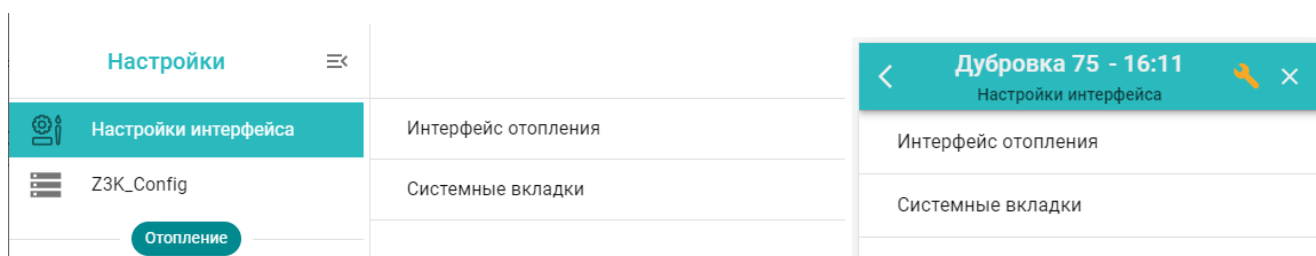 Настройки
Настройки интерфейса
Z3K_Config
Отопление
Интерфейс отопления
Системные вкладки
Дубровка 75 - 16:11
Настройки интерфейса
Интерфейс отопления
Системные вкладки